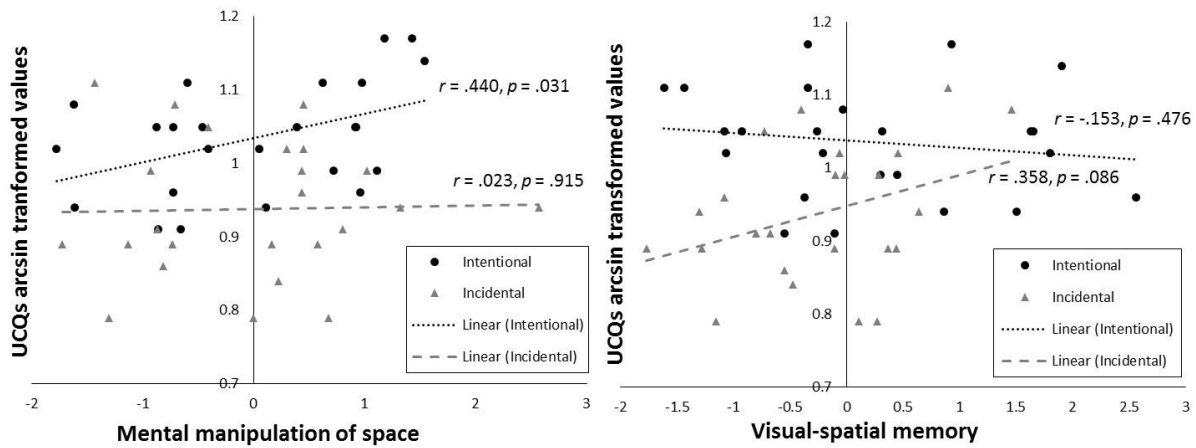 UCQs arcsin tranformed values
1.2
1.1
1
0.9
0.8
0.7
-2
-1
0
1
2
3
Mental manipulation of space
r = .440, p = .031
r = .023, p = .915
Intentional
Incidental
Linear (Intentional)
Linear (Incidental)
UCQs arcsin transformed values
1.2
1.1
1
0.9
0.8
0.7
-2
-1.5
-1
-0.5
0
0.5
1
1.5
2
2.5
3
Visual-spatial memory
r = -.153, p = .476
r = .358, p = .086
Intentional
Incidental
Linear (Intentional)
Linear (Incidental)